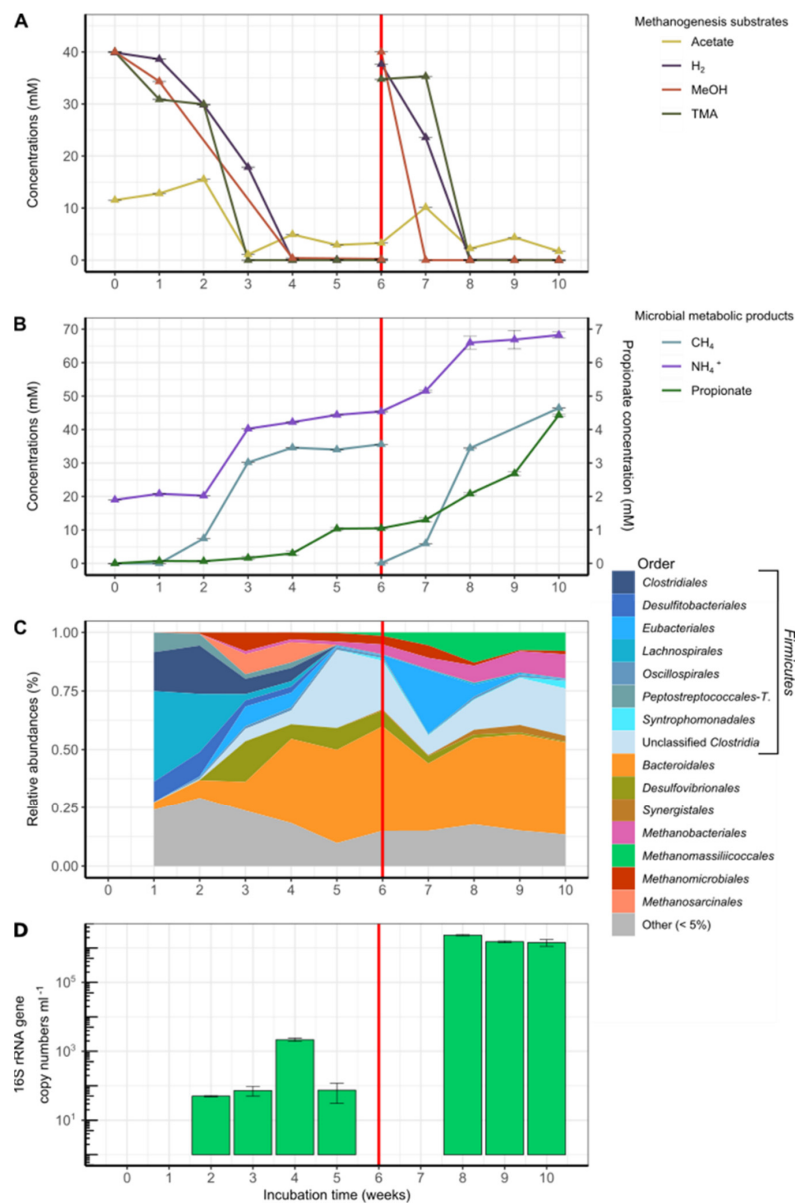 A
Methanogenesis substrates
Acetate
H2
MeOH
TMA
Concentrations (mM)
40
30
20
10
0
0 1 2 3 4 5 6 7 8 9 10
B
Microbial metabolic products
CH4
NH4+
Propionate
Concentrations (mM)
70
60
50
40
30
20
10
0
Propionate concentration (mM)
7
6
5
4
3
2
1
0
0 1 2 3 4 5 6 7 8 9 10
C
Relative abundances (%)
1.00
0.75
0.50
0.25
0.00
0 1 2 3 4 5 6 7 8 9 10
Order
Clostridiales
Desulfitobacteriales
Eubacteriales
Lachnospirales
Oscillospirales
Peptostreptococcales-T.
Syntrophomonadales
Unclassified Clostridia
Firmicutes
Bacteroidales
Desulfovibrionales
Synergistales
Methanobacteriales
Methanomassiliicoccales
Methanomicrobiales
Methanosarcinales
Other (< 5%)
D
16S rRNA gene
copy numbers ml-1
10^5
10^3
10^1
0 1 2 3 4 5 6 7 8 9 10
Incubation time (weeks)